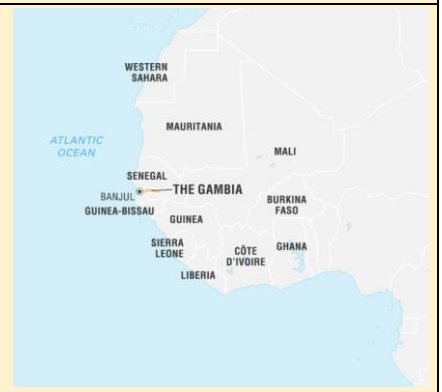 WESTERN
SAHARA
MAURITANIA
ATLANTIC
OCEAN
MALI
SENEGAL
THE GAMBIA
BANJUL
GUINEA-BISSAU
BURKINA
FASO
GUINEA
SIERRA
LEONE
CÔTE
D'IVOIRE
GHANA
LIBERIA